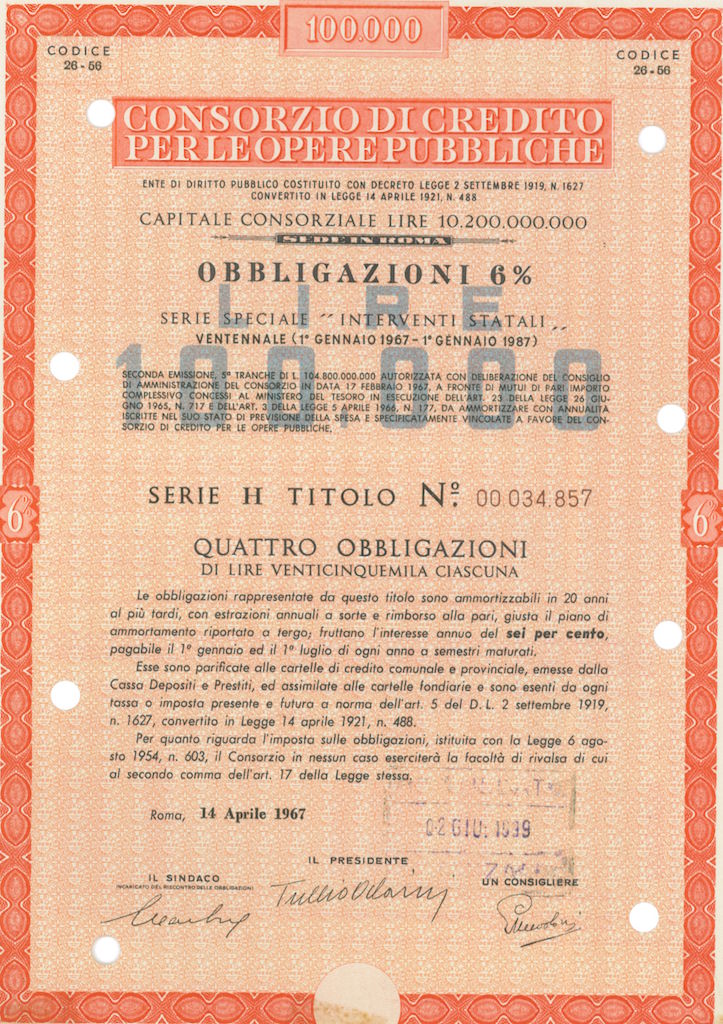 100.000
CODICE
26-56
CODICE
26-56
CONSORZIO DI CREDITO
PER LE OPERE PUBBLICHE
ENTE DI DIRITTO PUBBLICO COSTITUITO CON DECRETO LEGGE 2 SETTEMBRE 1919, N. 1627
CONVERTITO IN LEGGE 14 APRILE 1921, N. 488
CAPITALE CONSORZIALE LIRE 10.200.000.000
SEDE IN ROMA
OBBLIGAZIONI 6%
LIRE
SERIE SPECIALE "INTERVENTI STATALI"
VENTENNALE (1º GENNAIO 1967 - 1º GENNAIO 1987)
100.000
SECONDA EMISSIONE, 5ª TRANCHE DI L. 104.800.000.000 AUTORIZZATA CON DELIBERAZIONE DEL CONSIGLIO
DI AMMINISTRAZIONE DEL CONSORZIO IN DATA 17 FEBBRAIO 1967, A FRONTE DI MUTUI DI PARI IMPORTO
COMPLESSIVO CONCESSI AL MINISTERO DEL TESORO IN ESECUZIONE DELL'ART. 23 DELLA LEGGE 26 GIU-
GNO 1965, N. 717 E DELL'ART. 3 DELLA LEGGE 5 APRILE 1966, N. 177, DA AMMORTIZZARE CON ANNUALITÀ
ISCRITTE NEL SUO STATO DI PREVISIONE DELLA SPESA E SPECIFICATAMENTE VINCOLATE A FAVORE DEL CON-
SORZIO DI CREDITO PER LE OPERE PUBBLICHE.
SERIE H TITOLO Nº. 00.034.857
6%
6%
QUATTRO OBBLIGAZIONI
DI LIRE VENTICINQUEMILA CIASCUNA
Le obbligazioni rappresentate da questo titolo sono ammortizzabili in 20 anni
al più tardi, con estrazioni annuali a sorte e rimborso alla pari, giusta il piano di
ammortamento riportato a tergo; fruttano l'interesse annuo del sei per cento,
pagabile il 1º gennaio ed il 1º luglio di ogni anno a semestri maturati.
Esse sono parificate alle cartelle di credito comunale e provinciale, emesse dalla
Cassa Depositi e Prestiti, ed assimilate alle cartelle fondiarie e sono esenti da ogni
tassa o imposta presente e futura a norma dell'art. 5 del D. L. 2 settembre 1919,
n. 1627, convertito in Legge 14 aprile 1921, n. 488.
Per quanto riguarda l'imposta sulle obbligazioni, istituita con la Legge 6 ago-
sto 1954, n. 603, il Consorzio in nessun caso eserciterà la facoltà di rivalsa di cui
al secondo comma dell'art. 17 della Legge stessa.
Roma, 14 Aprile 1967
02 GIU. 1999
IL PRESIDENTE
IL SINDACO
INCARICATO DEL RISCONTRO DELLE OBBLIGAZIONI
UN CONSIGLIERE